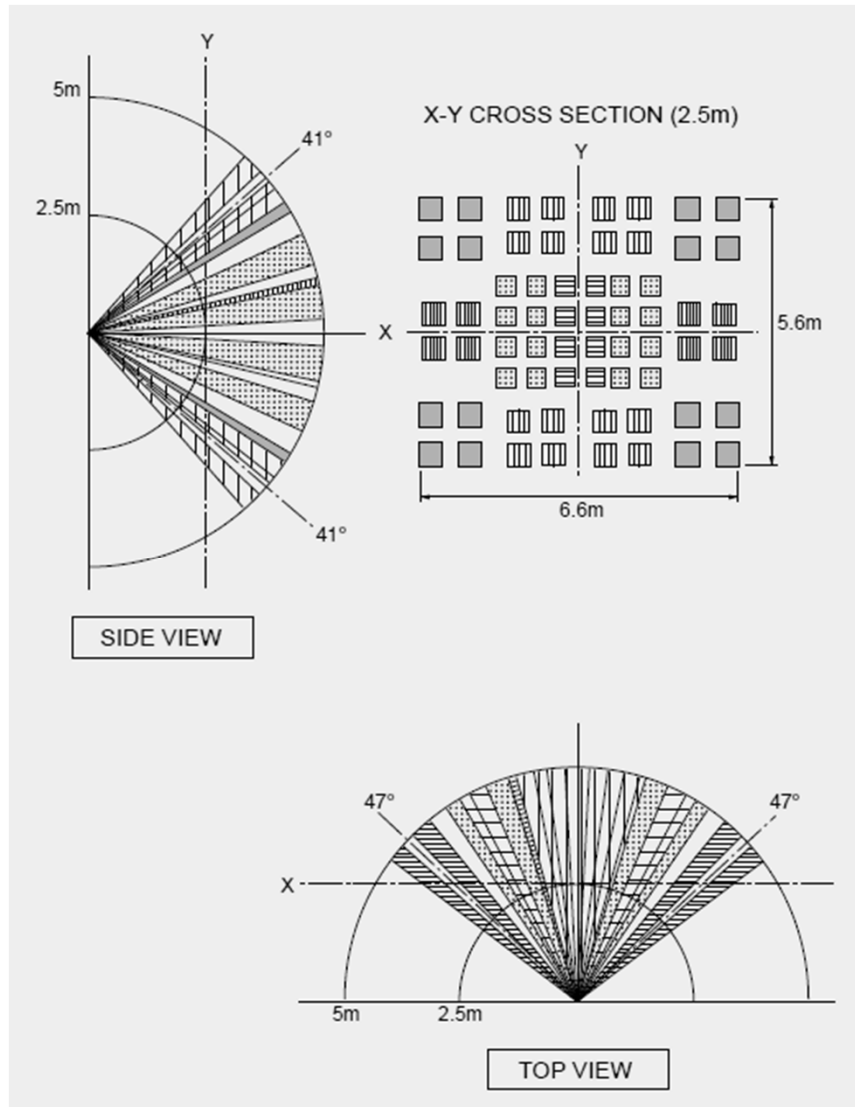 Y
5m
41°
2.5m
X
41°
SIDE VIEW
X-Y CROSS SECTION (2.5m)
Y
5.6m
6.6m
47°
47°
X
5m
2.5m
TOP VIEW